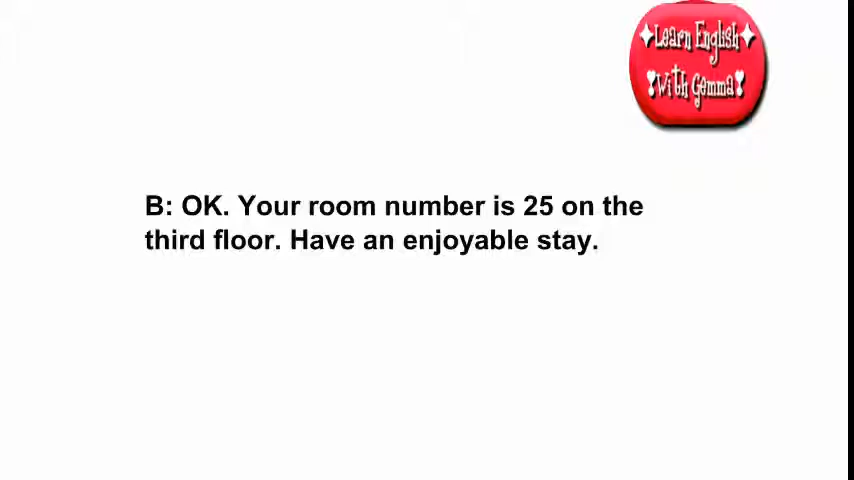 Learn English
With Gemma
B: OK. Your room number is 25 on the
third floor. Have an enjoyable stay.